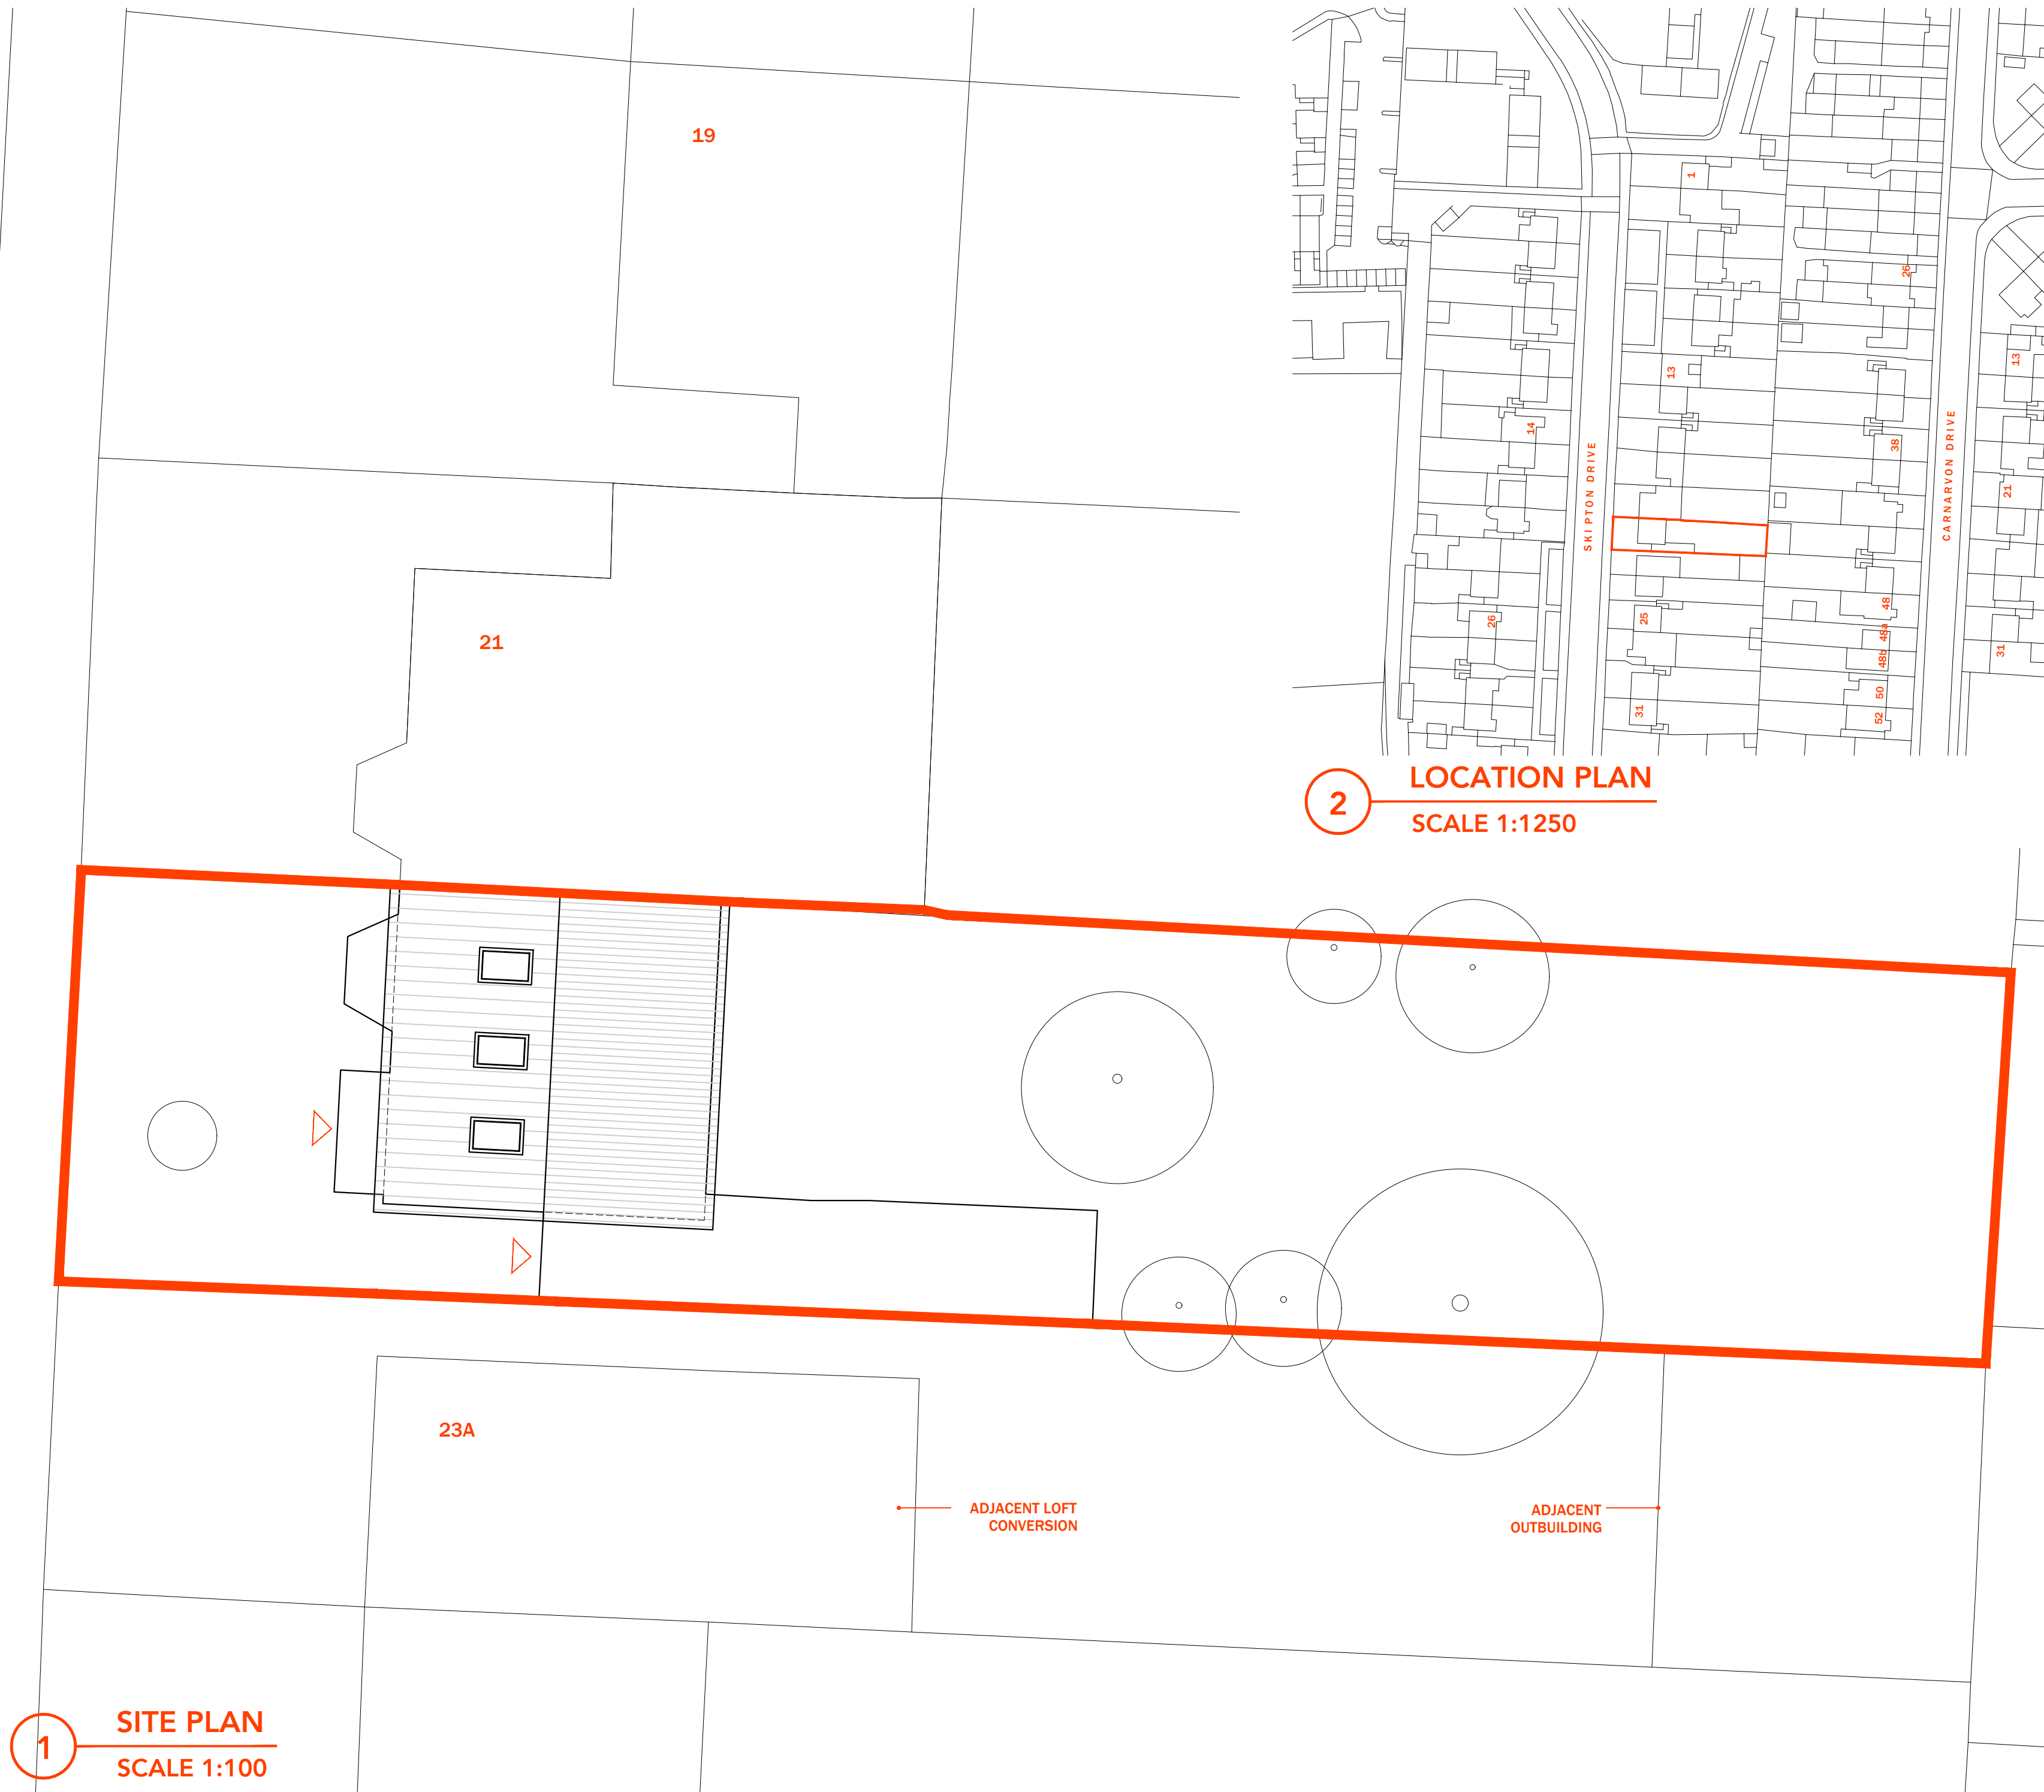 19
21
23A
ADJACENT LOFT
CONVERSION
ADJACENT
OUTBUILDING
1
SITE PLAN
SCALE 1:100
1
13
14
26
25
31
SKIPTON DRIVE
26
38
48
48a
48b
50
52
CARNARVON DRIVE
13
21
31
2
LOCATION PLAN
SCALE 1:1250